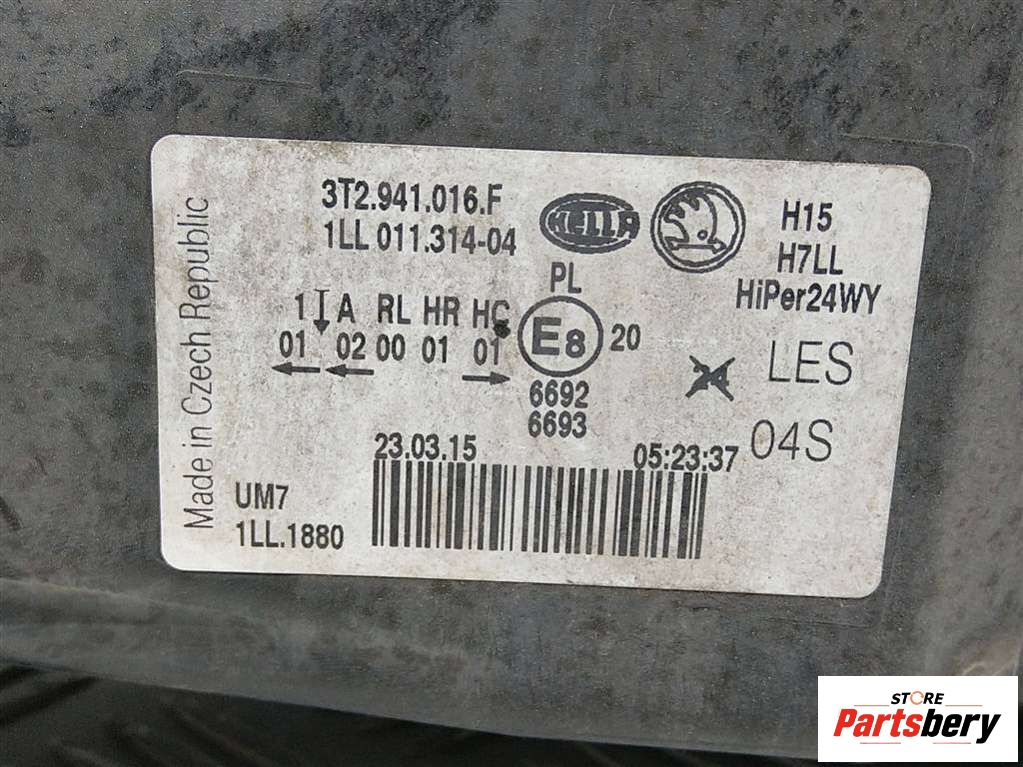 3T2.941.016.F
1LL 011.314-04
HELLA
H15
H7LL
HiPer24WY
PL
1 A RL HR HC
01 02 00 01 01
E8 20
6692
6693
24 LES
04S
23.03.15 05:23:37
UM7
1LL.1880
Made in Czech Republic
STORE
Partsbery